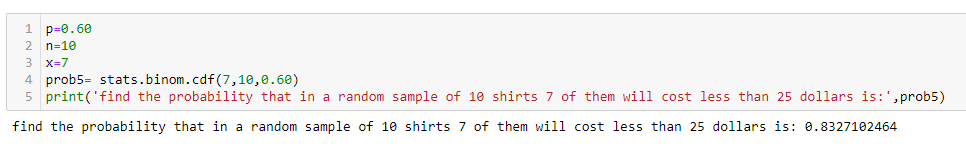 1 p=0.60
2 n=10
3 x=7
4 prob5= stats.binom.cdf(7,10,0.60)
5 print('find the probability that in a random sample of 10 shirts 7 of them will cost less than 25 dollars is:',prob5)
find the probability that in a random sample of 10 shirts 7 of them will cost less than 25 dollars is: 0.8327102464